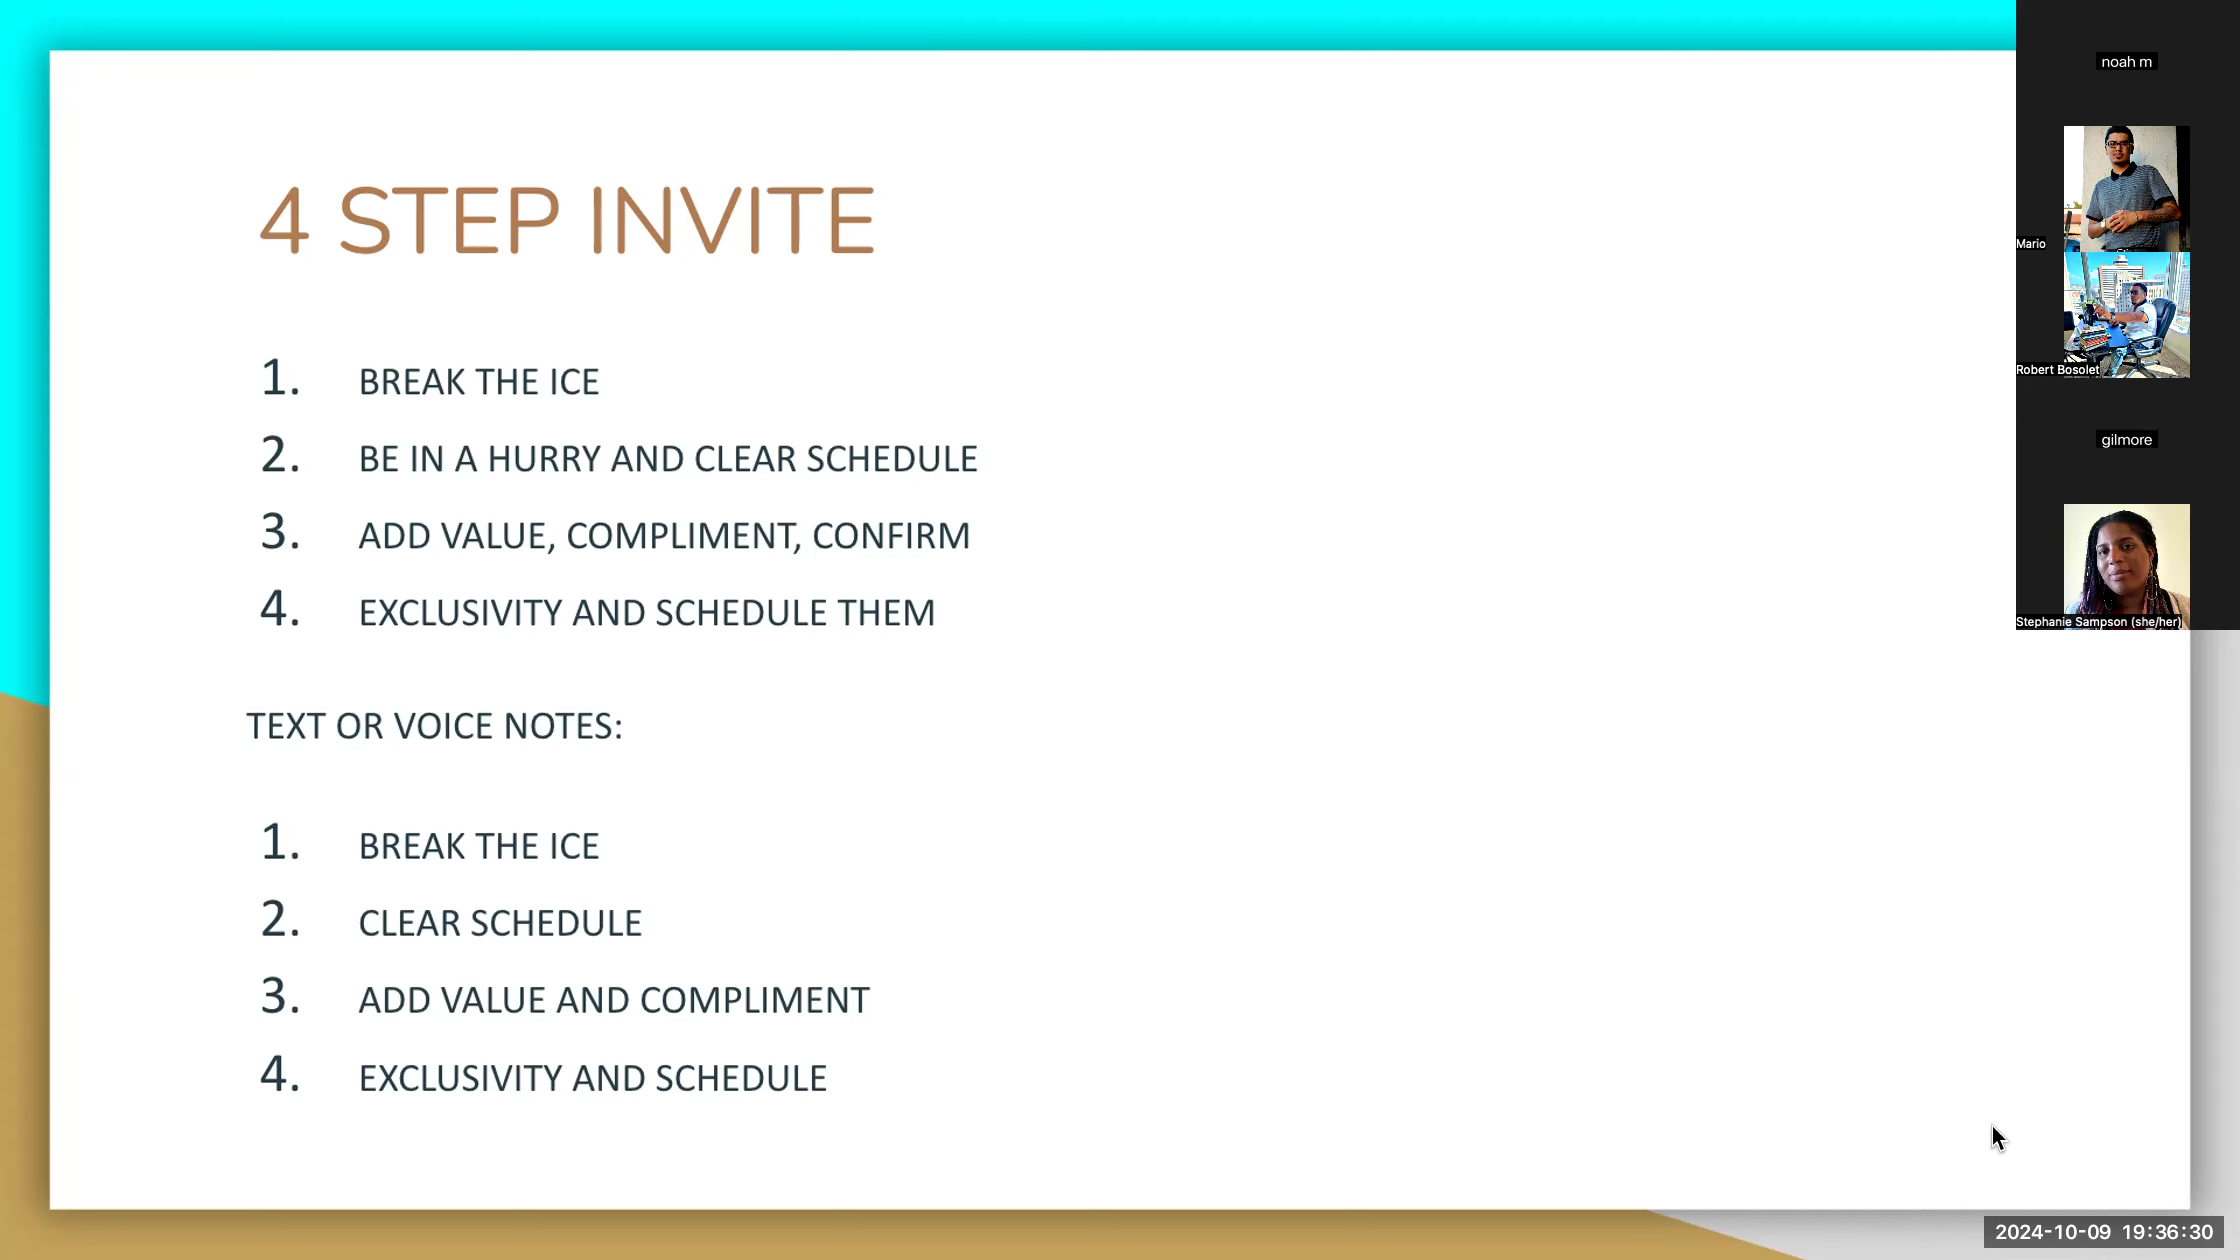 4 STEP INVITE
1. BREAK THE ICE
2. BE IN A HURRY AND CLEAR SCHEDULE
3. ADD VALUE, COMPLIMENT, CONFIRM
4. EXCLUSIVITY AND SCHEDULE THEM
TEXT OR VOICE NOTES:
1. BREAK THE ICE
2. CLEAR SCHEDULE
3. ADD VALUE AND COMPLIMENT
4. EXCLUSIVITY AND SCHEDULE
noah m
Mario
Robert Bosolet
gilmore
Stephanie Sampson (she/her)
2024-10-09 19:36:30